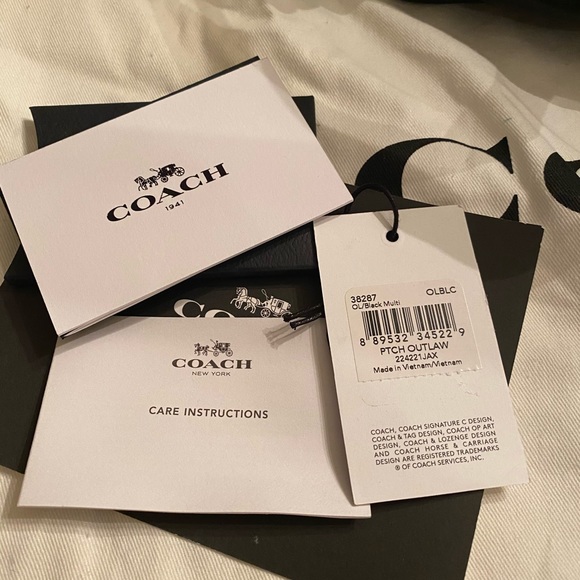 COACH
1941
COACH
COACH
NEW YORK
CARE INSTRUCTIONS
38287 OLBLC
OL/Black Multi
8 89532 34522 9
PTCH OUTLAW
224221JAX
Made in Vietnam/Vietnam
COACH, COACH SIGNATURE C DESIGN,
COACH & TAG DESIGN, COACH OP ART
DESIGN, COACH & LOZENGE DESIGN
AND COACH HORSE & CARRIAGE
DESIGN ARE REGISTERED TRADEMARKS
® OF COACH SERVICES, INC.
C